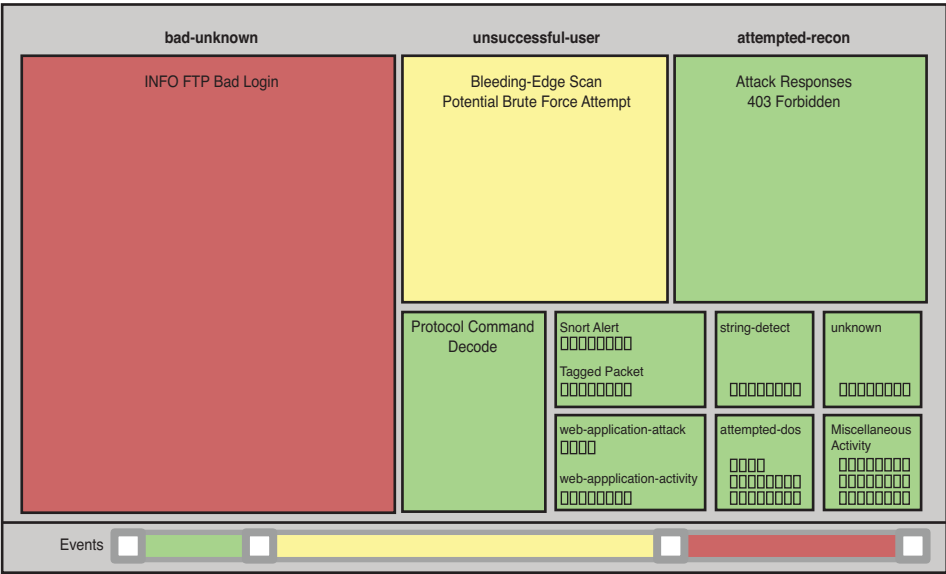 bad-unknown
unsuccessful-user
attempted-recon
INFO FTP Bad Login
Bleeding-Edge Scan
Potential Brute Force Attempt
Attack Responses
403 Forbidden
Protocol Command
Decode
Snort Alert
Tagged Packet
string-detect
unknown
web-application-attack
web-appplication-activity
attempted-dos
Miscellaneous
Activity
Events